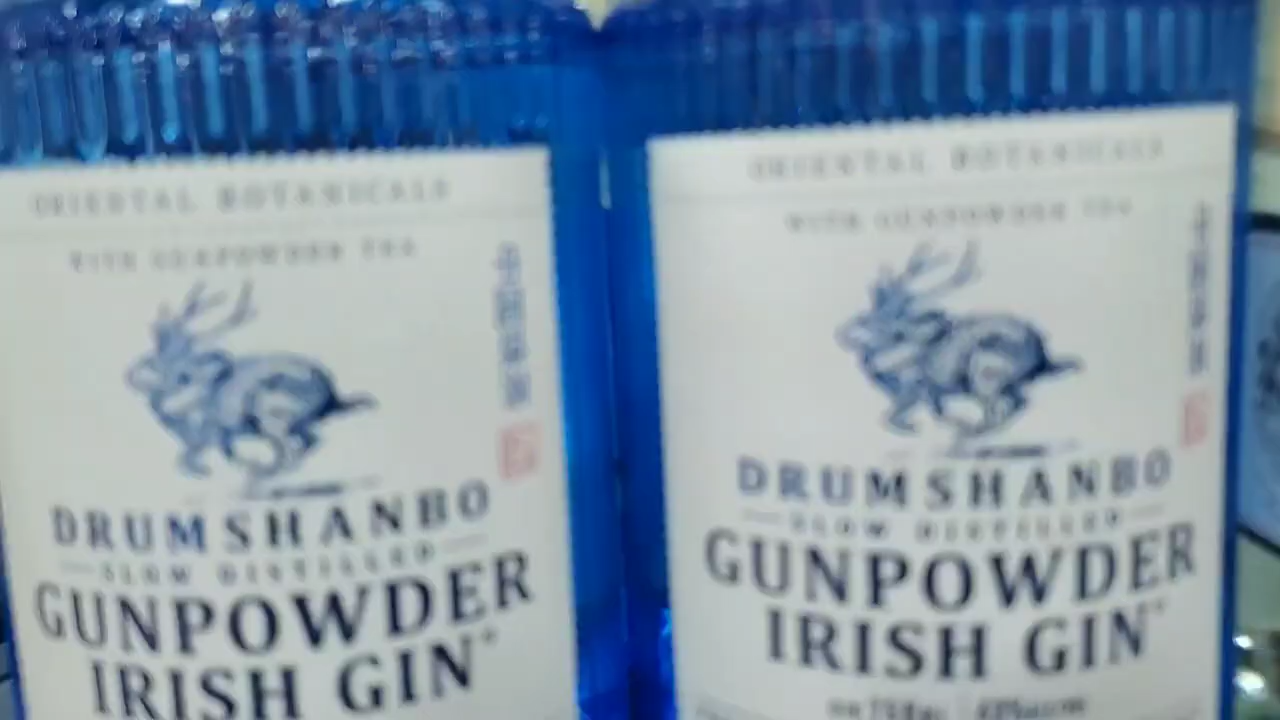 ORIENTAL BOTANICALS
WITH GUNPOWDER TEA
DRUMSHANBO
SLOW DISTILLED
GUNPOWDER
IRISH GIN
ORIENTAL BOTANICALS
WITH GUNPOWDER TEA
DRUMSHANBO
SLOW DISTILLED
GUNPOWDER
IRISH GIN